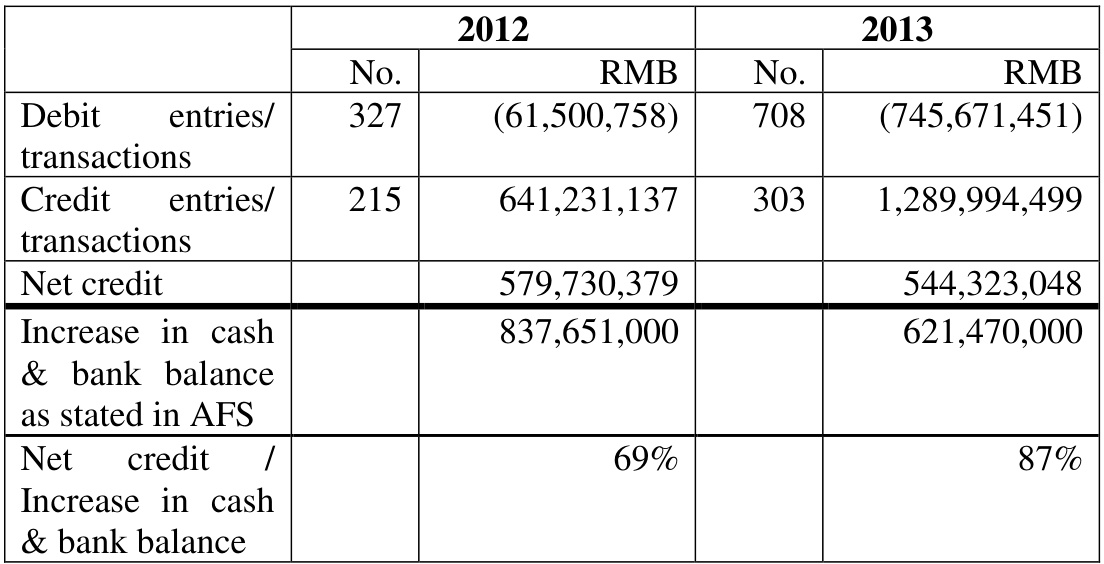 2012 2013
No. RMB No. RMB
Debit entries/ 327 (61,500,758) 708 (745,671,451)
transactions
Credit entries/ 215 641,231,137 303 1,289,994,499
transactions
Net credit 579,730,379 544,323,048
Increase in cash 837,651,000 621,470,000
& bank balance
as stated in AFS
Net credit / 69% 87%
Increase in cash
& bank balance